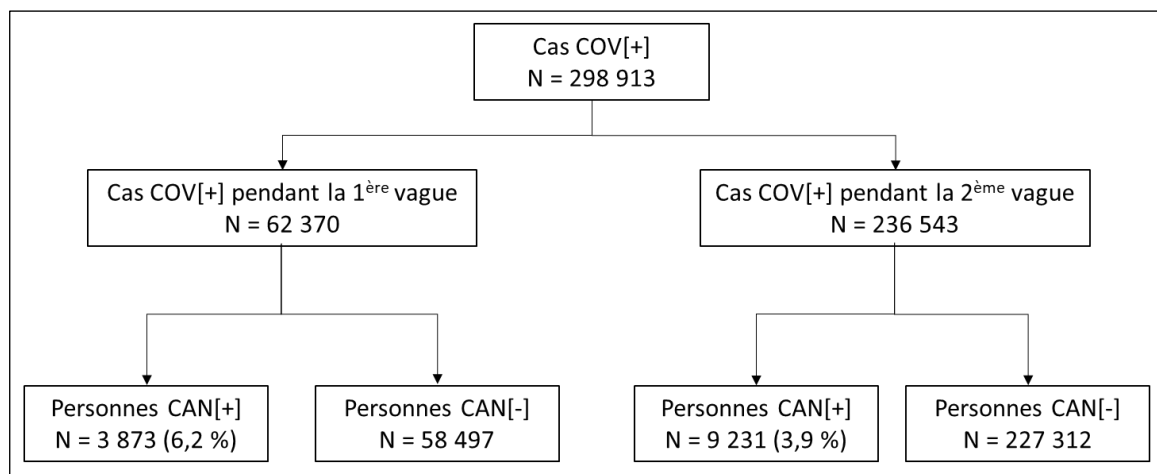 Cas COV[+]
N = 298 913
Cas COV[+] pendant la 1ère vague
N = 62 370
Cas COV[+] pendant la 2ème vague
N = 236 543
Personnes CAN[+]
N = 3 873 (6,2 %)
Personnes CAN[-]
N = 58 497
Personnes CAN[+]
N = 9 231 (3,9 %)
Personnes CAN[-]
N = 227 312